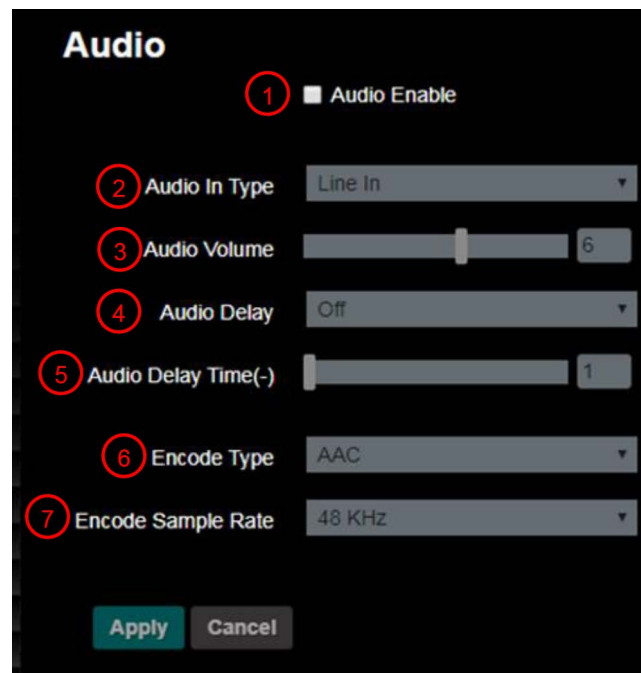 Audio
1 Audio Enable
2 Audio In Type Line In
3 Audio Volume 6
4 Audio Delay Off
5 Audio Delay Time(-) 1
6 Encode Type AAC
7 Encode Sample Rate 48 KHz
Apply Cancel